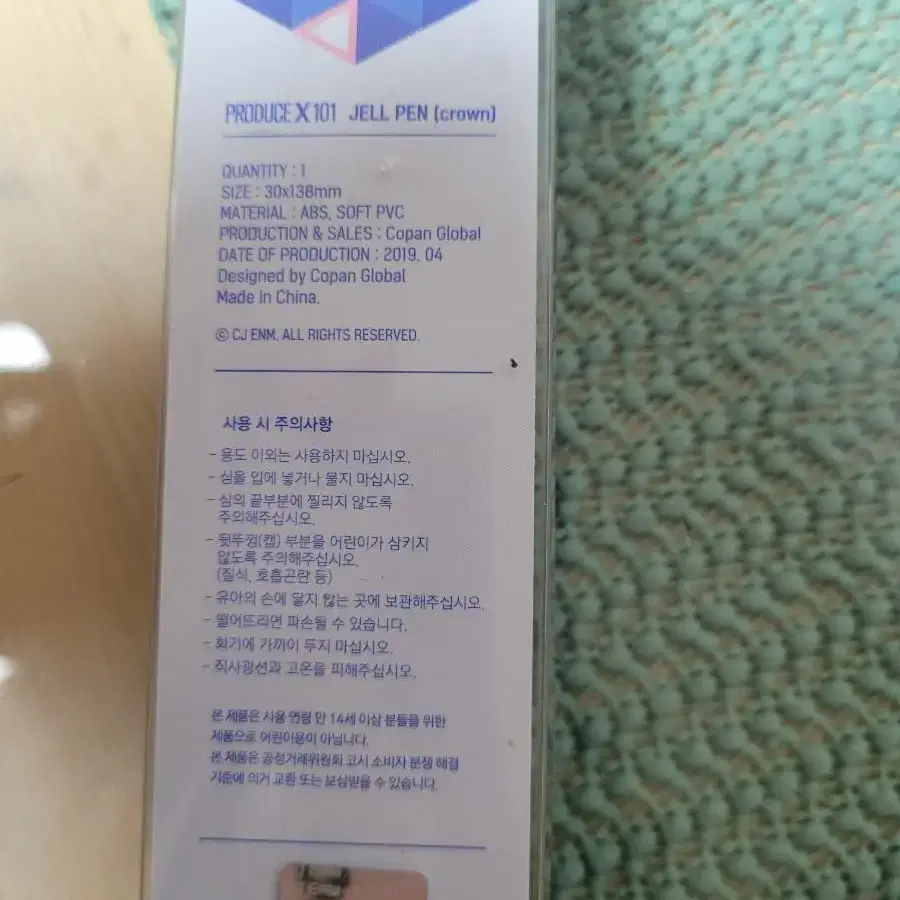 PRODUCE X 101 JELL PEN (crown)
QUANTITY : 1
SIZE : 30x138mm
MATERIAL : ABS, SOFT PVC
PRODUCTION & SALES : Copan Global
DATE OF PRODUCTION : 2019. 04
Designed by Copan Global
Made in China.
© CJ ENM. ALL RIGHTS RESERVED.
사용 시 주의사항
- 용도 이외는 사용하지 마십시오.
- 심을 입에 넣거나 물지 마십시오.
- 심의 끝부분에 찔리지 않도록
주의해주십시오.
- 뒷뚜껑(캡) 부분을 어린이가 삼키지
않도록 주의해주십시오.
(질식, 호흡곤란 등)
- 유아의 손에 닿지 않는 곳에 보관해주십시오.
- 떨어뜨리면 파손될 수 있습니다.
- 화기에 가까이 두지 마십시오.
- 직사광선과 고온을 피해주십시오.
본 제품은 사용 연령 만 14세 이상 분들을 위한
제품으로 어린이용이 아닙니다.
본 제품은 공정거래위원회 고시 소비자 분쟁 해결
기준에 의거 교환 또는 보상받을 수 있습니다.